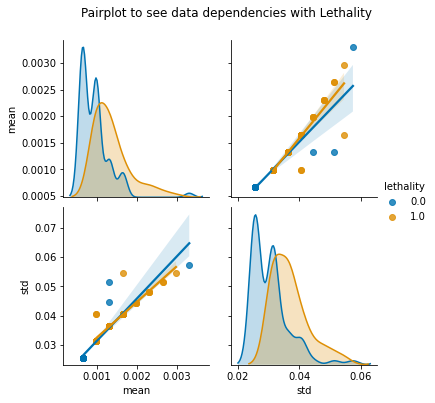 Pairplot to see data dependencies with Lethality
0.0030
0.0025
0.0020
0.0015
0.0010
0.0005
mean
lethality
0.0
1.0
0.07
0.06
0.05
0.04
0.03
std
0.001 0.002 0.003
mean
0.02 0.04 0.06
std